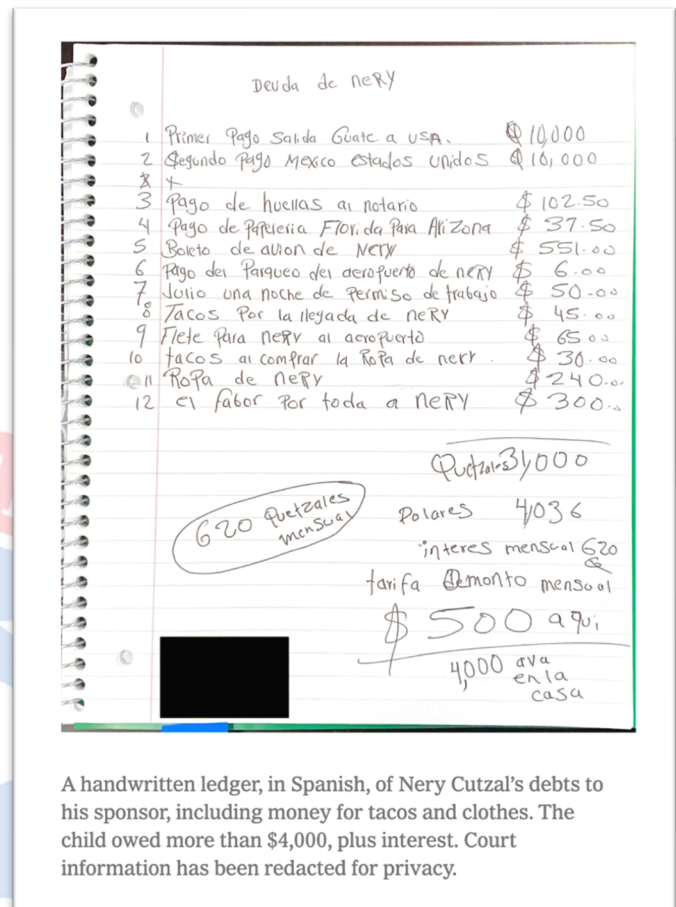 Deuda de neRY
1 Primer Pago Salida Guate a USA. Q 10,000
2 Segundo Pago Mexico estados unidos Q 10,000
3 Pago de huellas al notario $ 102.50
4 Pago de Papeleria Florida Para Arizona $ 37.50
5 Boleto de avion de Nery $ 551.00
6 Pago del Parqueo del aeropuerto de neRy $ 6.00
7 Julio una noche de Permiso de trabajo $ 50.00
8 Tacos Por la llegada de neRy $ 45.00
9 Flete Para neRy al aeropuerto $ 65.00
10 tacos al comprar la RoPa de nery. $ 30.00
11 RoPa de neRy $ 240.00
12 el fabor Por toda a neRY $ 300.00
Quetzales 31,000
620 Quetzales
mensual
Dolares 4,036
interes mensual 620
Q
tarifa monto mensual
$ 500 aqui
4,000
en la
casa
A handwritten ledger, in Spanish, of Nery Cutzal’s debts to
his sponsor, including money for tacos and clothes. The
child owed more than $4,000, plus interest. Court
information has been redacted for privacy.